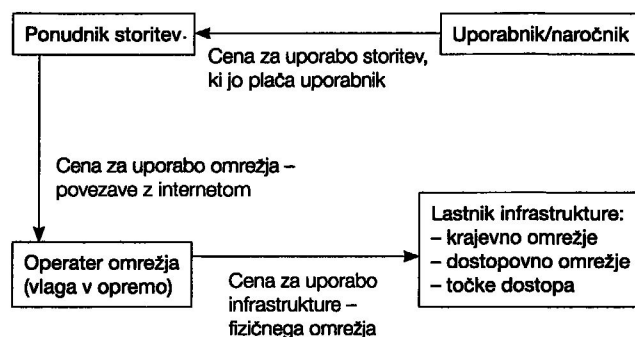 Ponudnik storitev.
Uporabnik/naročnik
Cena za uporabo storitev,
ki jo plača uporabnik
Cena za uporabo omrežja –
povezave z internetom
Lastnik infrastrukture:
– krajevno omrežje
– dostopovno omrežje
– točke dostopa
Operater omrežja
(vlaga v opremo)
Cena za uporabo
infrastrukture –
fizičnega omrežja